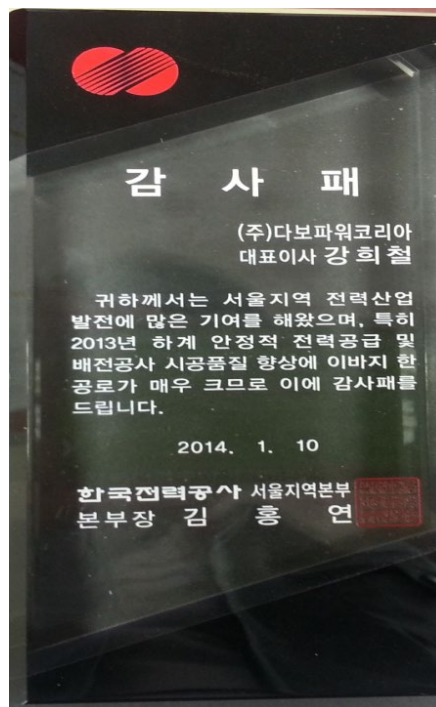 감 사 패
(주)다보파워코리아
대표이사 강 희 철
귀하께서는 서울지역 전력산업
발전에 많은 기여를 해왔으며, 특히
2013년 하계 안정적 전력공급 및
배전공사 시공품질 향상에 이바지 한
공로가 매우 크므로 이에 감사패를
드립니다.
2014. 1. 10
한국전력공사 서울지역본부
본부장 김 홍 연